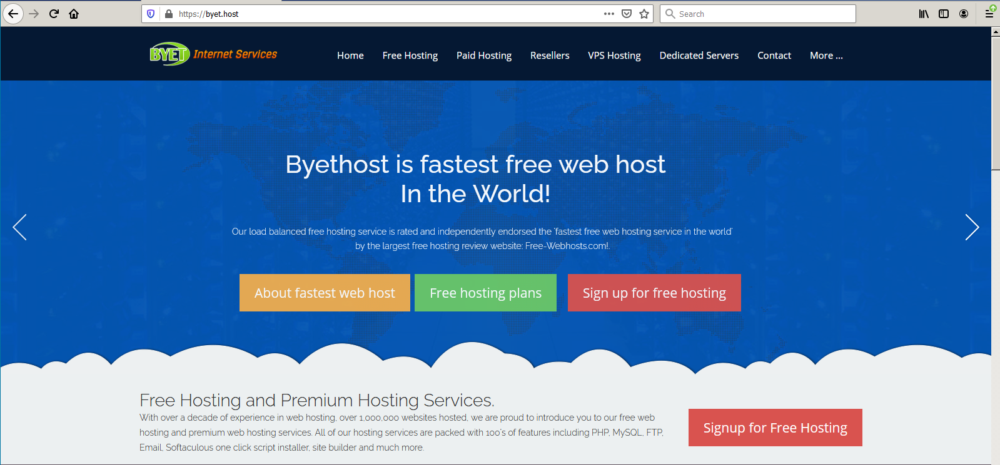 https://byet.host
Search
BYET Internet Services
Home
Free Hosting
Paid Hosting
Resellers
VPS Hosting
Dedicated Servers
Contact
More ...
Byethost is fastest free web host
In the World!
Our load balanced free hosting service is rated and independently endorsed the 'fastest free web hosting service in the world'
by the largest free hosting review website: Free-Webhosts.com!.
About fastest web host
Free hosting plans
Sign up for free hosting
Free Hosting and Premium Hosting Services.
With over a decade of experience in web hosting, over 1,000,000 websites hosted, we are proud to introduce you to our free web
hosting and premium web hosting services. All of our hosting services are packed with 100's of features including PHP, MySQL, FTP,
Email, Softaculous one click script installer, site builder and much more.
Signup for Free Hosting